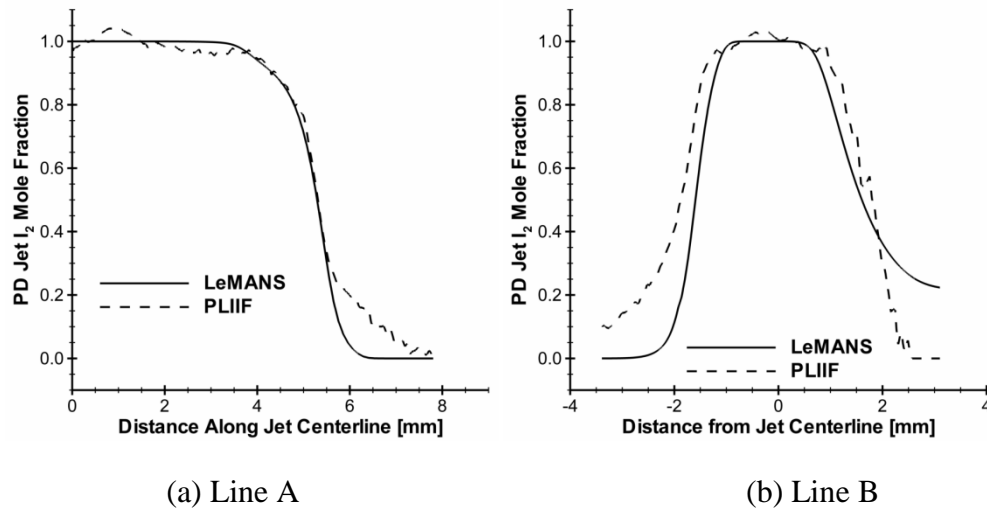 1.0
0.8
0.6
0.4
0.2
0.0
PD Jet I₂ Mole Fraction
LeMANS
PLIIF
0 2 4 6 8
Distance Along Jet Centerline [mm]
(a) Line A
1.0
0.8
0.6
0.4
0.2
0.0
PD Jet I₂ Mole Fraction
LeMANS
PLIIF
-4 -2 0 2 4
Distance from Jet Centerline [mm]
(b) Line B